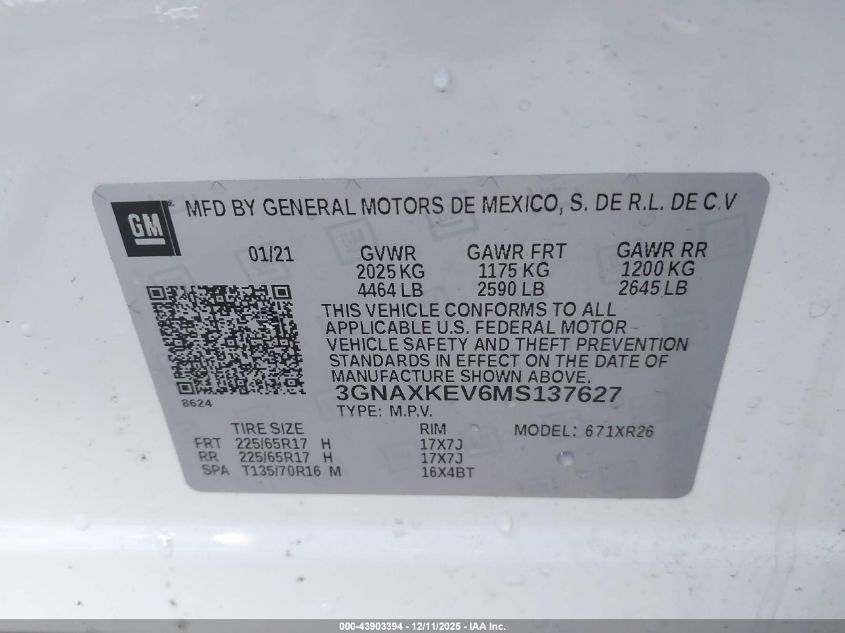 GM
MFD BY GENERAL MOTORS DE MEXICO, S. DE R.L. DE C.V
01/21 GVWR GAWR FRT GAWR RR
2025 KG 1175 KG 1200 KG
4464 LB 2590 LB 2645 LB
THIS VEHICLE CONFORMS TO ALL
APPLICABLE U.S. FEDERAL MOTOR
VEHICLE SAFETY AND THEFT PREVENTION
STANDARDS IN EFFECT ON THE DATE OF
MANUFACTURE SHOWN ABOVE.
3GNAXKEV6MS137627
8624
TYPE: M.P.V.
TIRE SIZE RIM MODEL: 671XR26
FRT 225/65R17 H 17X7J
RR 225/65R17 H 17X7J
SPA T135/70R16 M 16X4BT
000-43903394 - 12/11/2025 - IAA Inc.